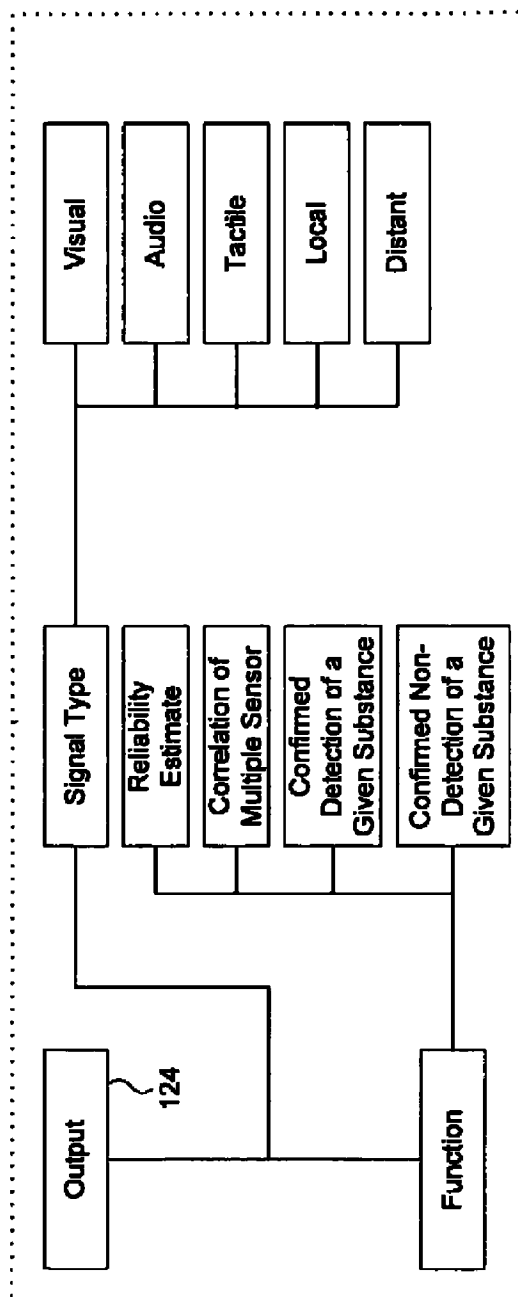 Output
124
Function
Signal Type
Reliability
Estimate
Correlation of
Multiple Sensor
Confirmed
Detection of a
Given Substance
Confirmed Non-
Detection of a
Given Substance
Visual
Audio
Tactile
Local
Distant